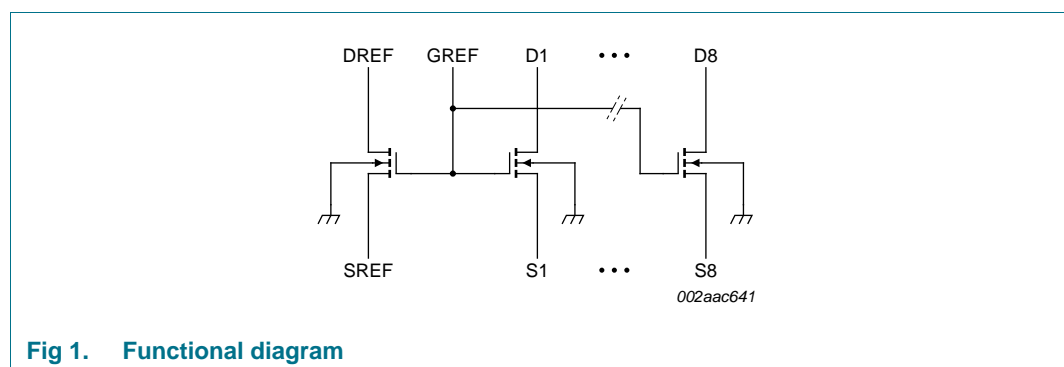 DREF GREF D1 • • • D8
SREF S1 • • • S8
002aac641
Fig 1. Functional diagram